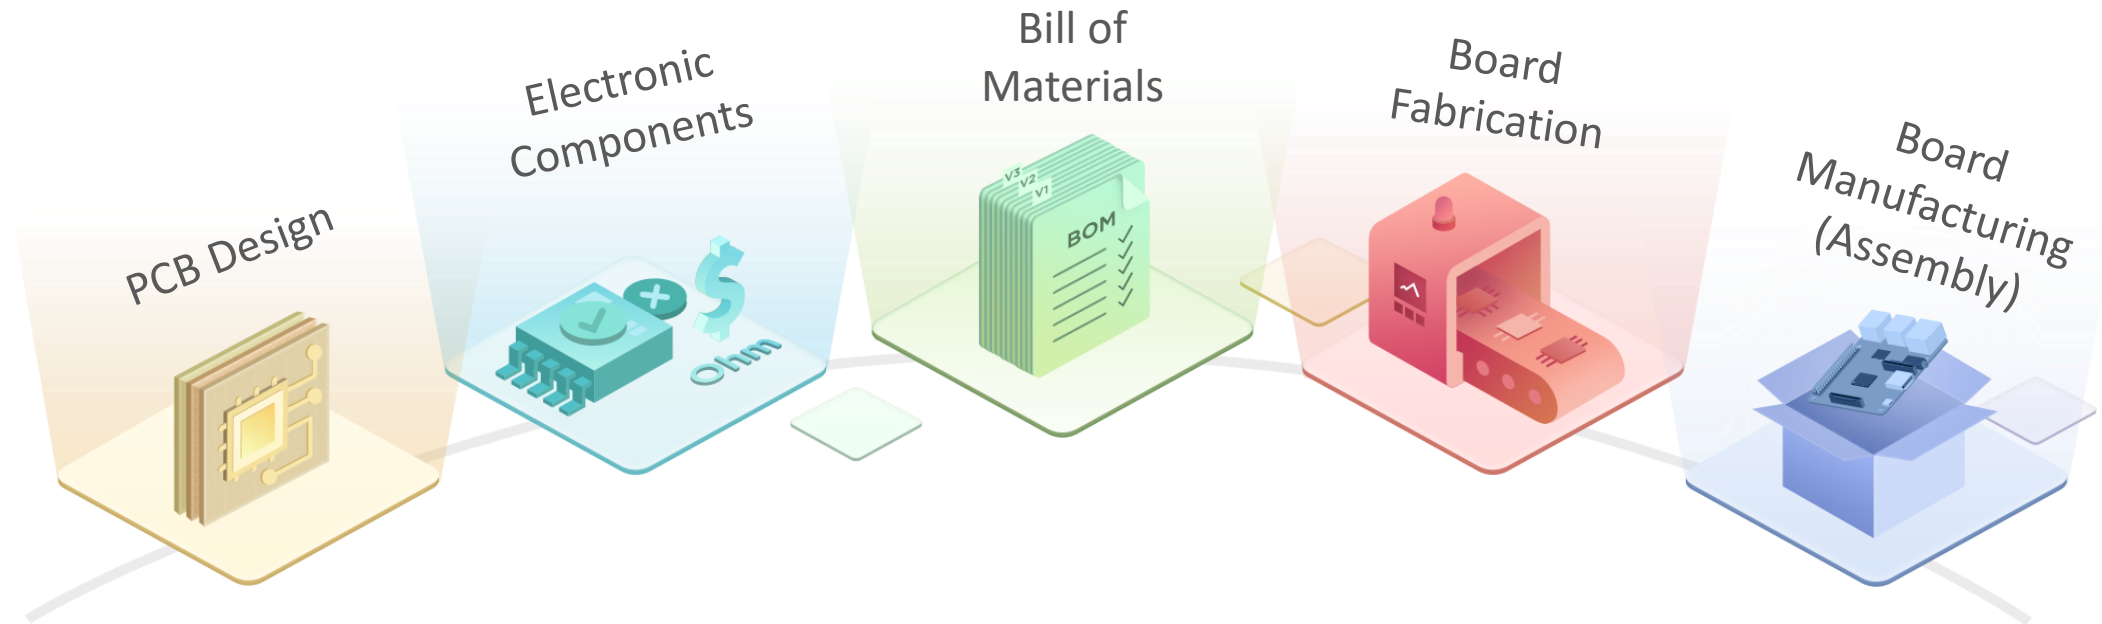 PCB Design
Electronic
Components
ohm
Bill of
Materials
V3
V2
V1
BOM
Board
Fabrication
Board
Manufacturing
(Assembly)